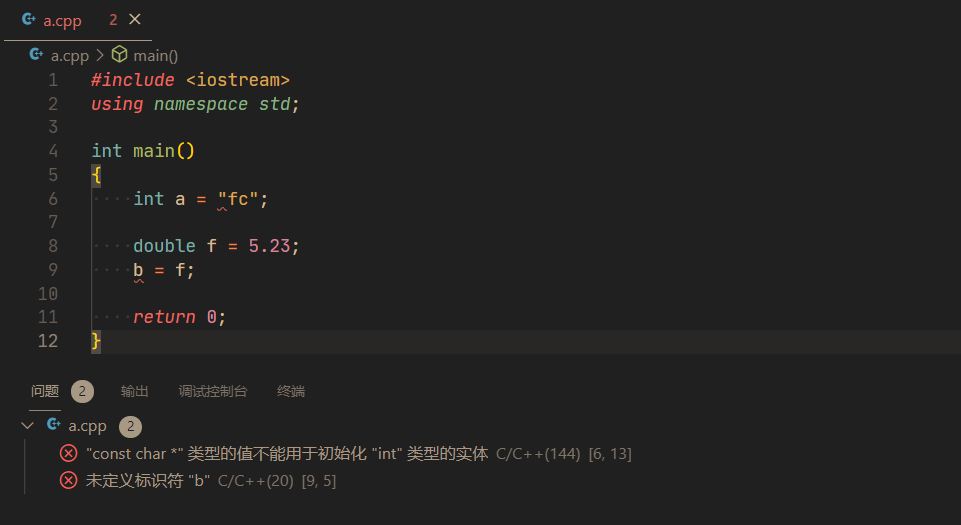 a.cpp 2
a.cpp > main()
1 #include <iostream>
2 using namespace std;
3
4 int main()
5 {
6 ····int a = "fc";
7
8 ····double f = 5.23;
9 ····b = f;
10
11 ····return 0;
12 }
问题 2 输出 调试控制台 终端
a.cpp 2
"const char *" 类型的值不能用于初始化 "int" 类型的实体 C/C++(144) [6, 13]
未定义标识符 "b" C/C++(20) [9, 5]